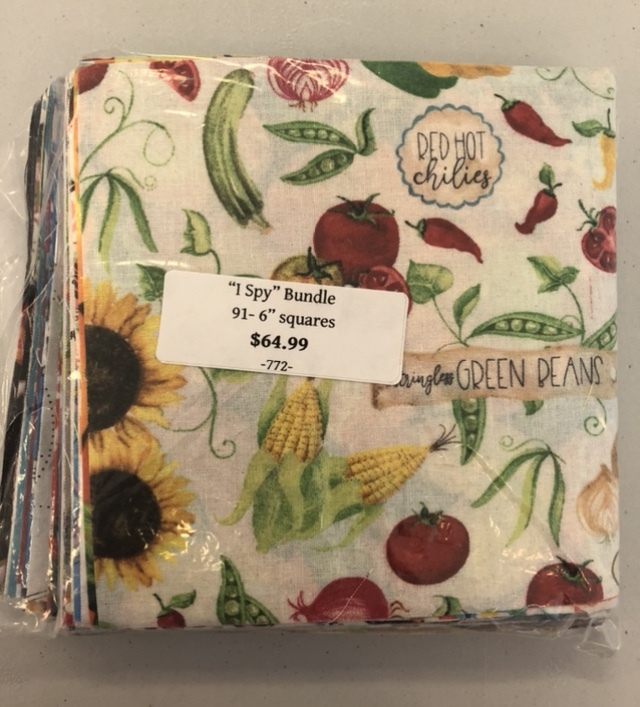 RED HOT
chilies
“I Spy” Bundle
91- 6” squares
$64.99
-772-
GREEN BEANS